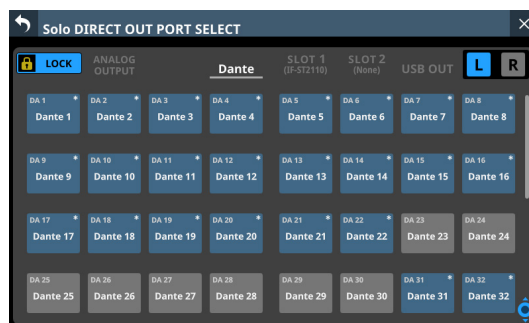 Solo DIRECT OUT PORT SELECT
LOCK
ANALOG
OUTPUT
Dante
SLOT 1
(IF-ST2110)
SLOT 2
(None)
USB OUT
L
R
DA 1 *
Dante 1
DA 2 *
Dante 2
DA 3 *
Dante 3
DA 4 *
Dante 4
DA 5 *
Dante 5
DA 6 *
Dante 6
DA 7 *
Dante 7
DA 8 *
Dante 8
DA 9 *
Dante 9
DA 10 *
Dante 10
DA 11 *
Dante 11
DA 12 *
Dante 12
DA 13 *
Dante 13
DA 14 *
Dante 14
DA 15 *
Dante 15
DA 16 *
Dante 16
DA 17 *
Dante 17
DA 18 *
Dante 18
DA 19 *
Dante 19
DA 20 *
Dante 20
DA 21 *
Dante 21
DA 22 *
Dante 22
DA 23
Dante 23
DA 24
Dante 24
DA 25
Dante 25
DA 26
Dante 26
DA 27
Dante 27
DA 28
Dante 28
DA 29
Dante 29
DA 30
Dante 30
DA 31 *
Dante 31
DA 32 *
Dante 32